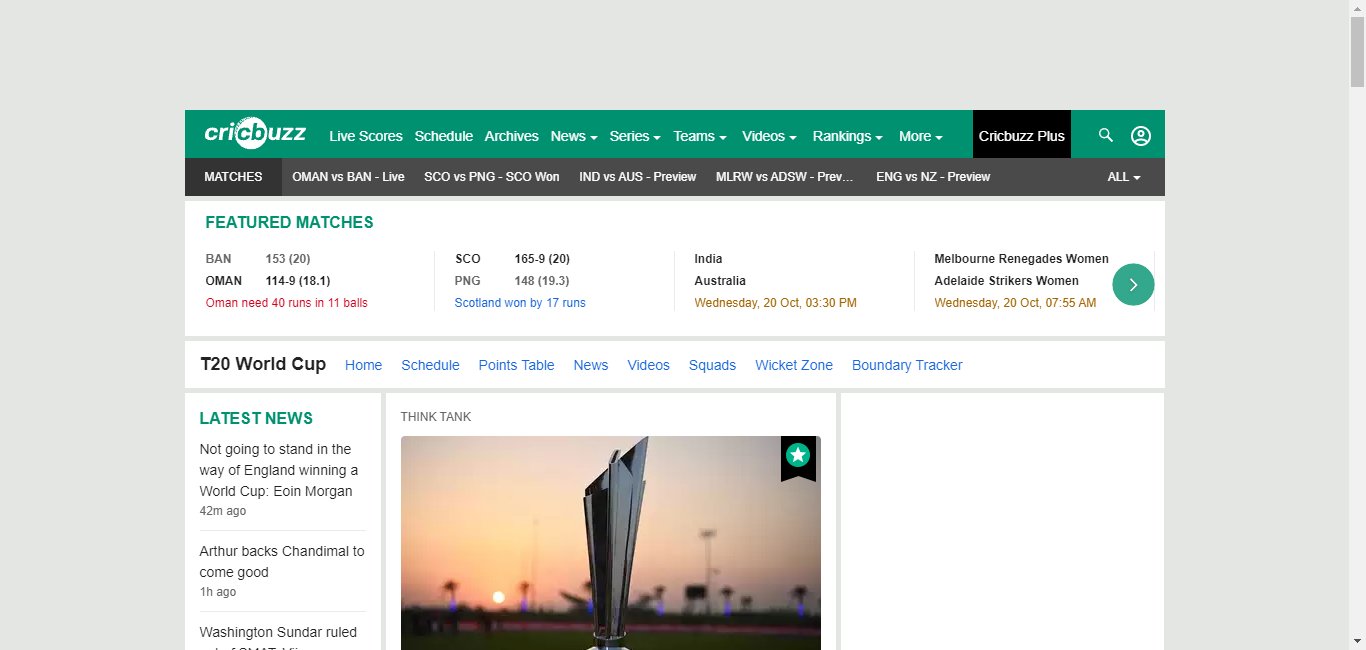 cricbuzz Live Scores Schedule Archives News Series Teams Videos Rankings More Cricbuzz Plus
MATCHES OMAN vs BAN - Live SCO vs PNG - SCO Won IND vs AUS - Preview MLRW vs ADSW - Prev... ENG vs NZ - Preview ALL
FEATURED MATCHES
BAN 153 (20)
OMAN 114-9 (18.1)
Oman need 40 runs in 11 balls
SCO 165-9 (20)
PNG 148 (19.3)
Scotland won by 17 runs
India
Australia
Wednesday, 20 Oct, 03:30 PM
Melbourne Renegades Women
Adelaide Strikers Women
Wednesday, 20 Oct, 07:55 AM
T20 World Cup Home Schedule Points Table News Videos Squads Wicket Zone Boundary Tracker
LATEST NEWS
Not going to stand in the
way of England winning a
World Cup: Eoin Morgan
42m ago
Arthur backs Chandimal to
come good
1h ago
Washington Sundar ruled
THINK TANK